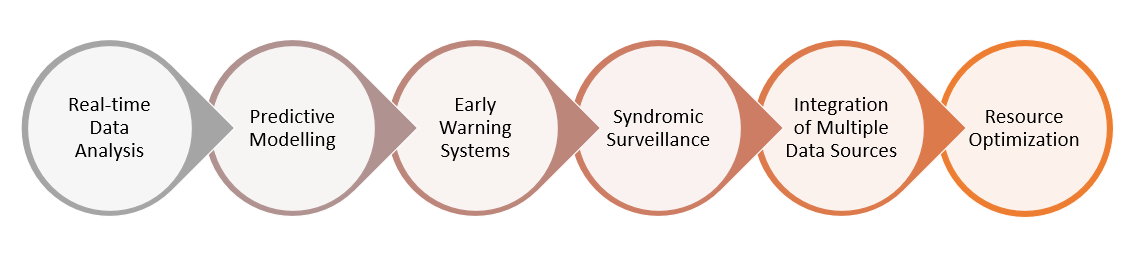 Real-time
Data
Analysis
Predictive
Modelling
Early
Warning
Systems
Syndromic
Surveillance
Integration
of Multiple
Data Sources
Resource
Optimization